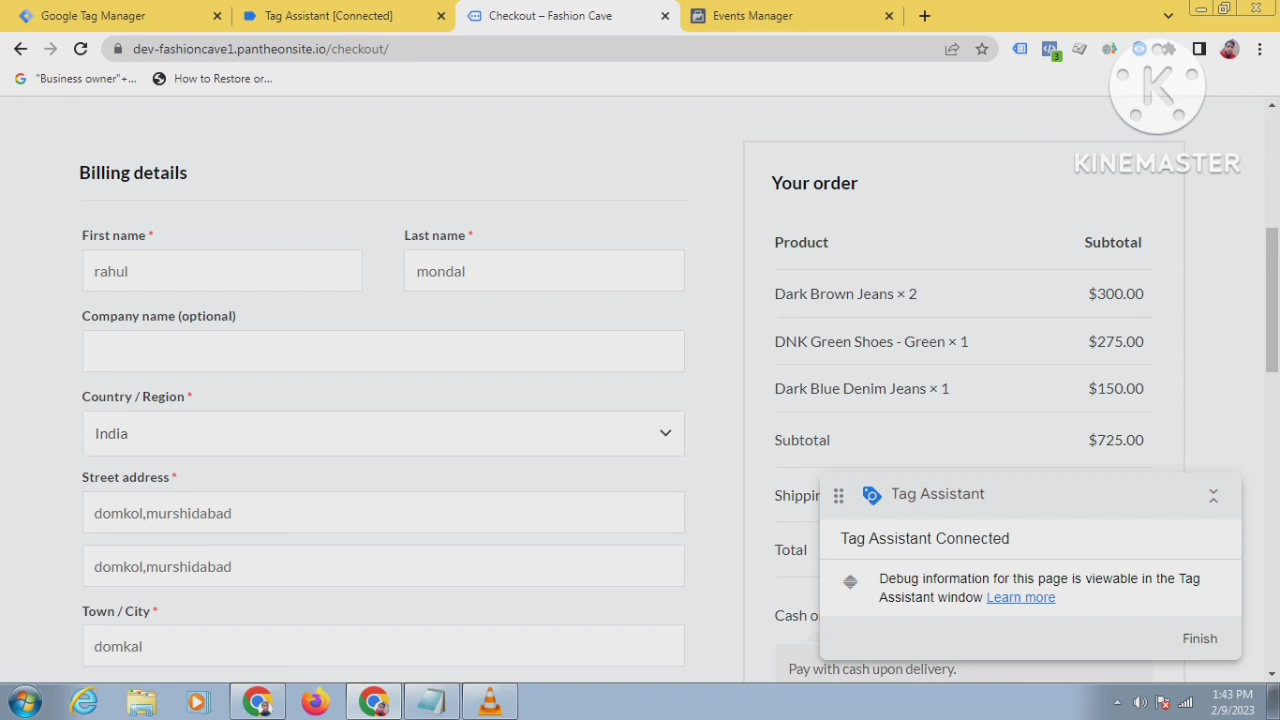 Google Tag Manager
Tag Assistant [Connected]
Checkout – Fashion Cave
Events Manager
dev-fashioncave1.pantheonsite.io/checkout/
3
"Business owner"+...
How to Restore or...
K
KINEMASTER
Billing details
First name *
Last name *
rahul
mondal
Company name (optional)
Country / Region *
India
Street address *
domkol,murshidabad
domkol,murshidabad
Town / City *
domkal
Your order
Product Subtotal
Dark Brown Jeans × 2 $300.00
DNK Green Shoes - Green × 1 $275.00
Dark Blue Denim Jeans × 1 $150.00
Subtotal $725.00
Shippin
Total
Cash o
Pay with cash upon delivery.
Tag Assistant
Tag Assistant Connected
Debug information for this page is viewable in the Tag
Assistant window Learn more
Finish
1:43 PM
2/9/2023